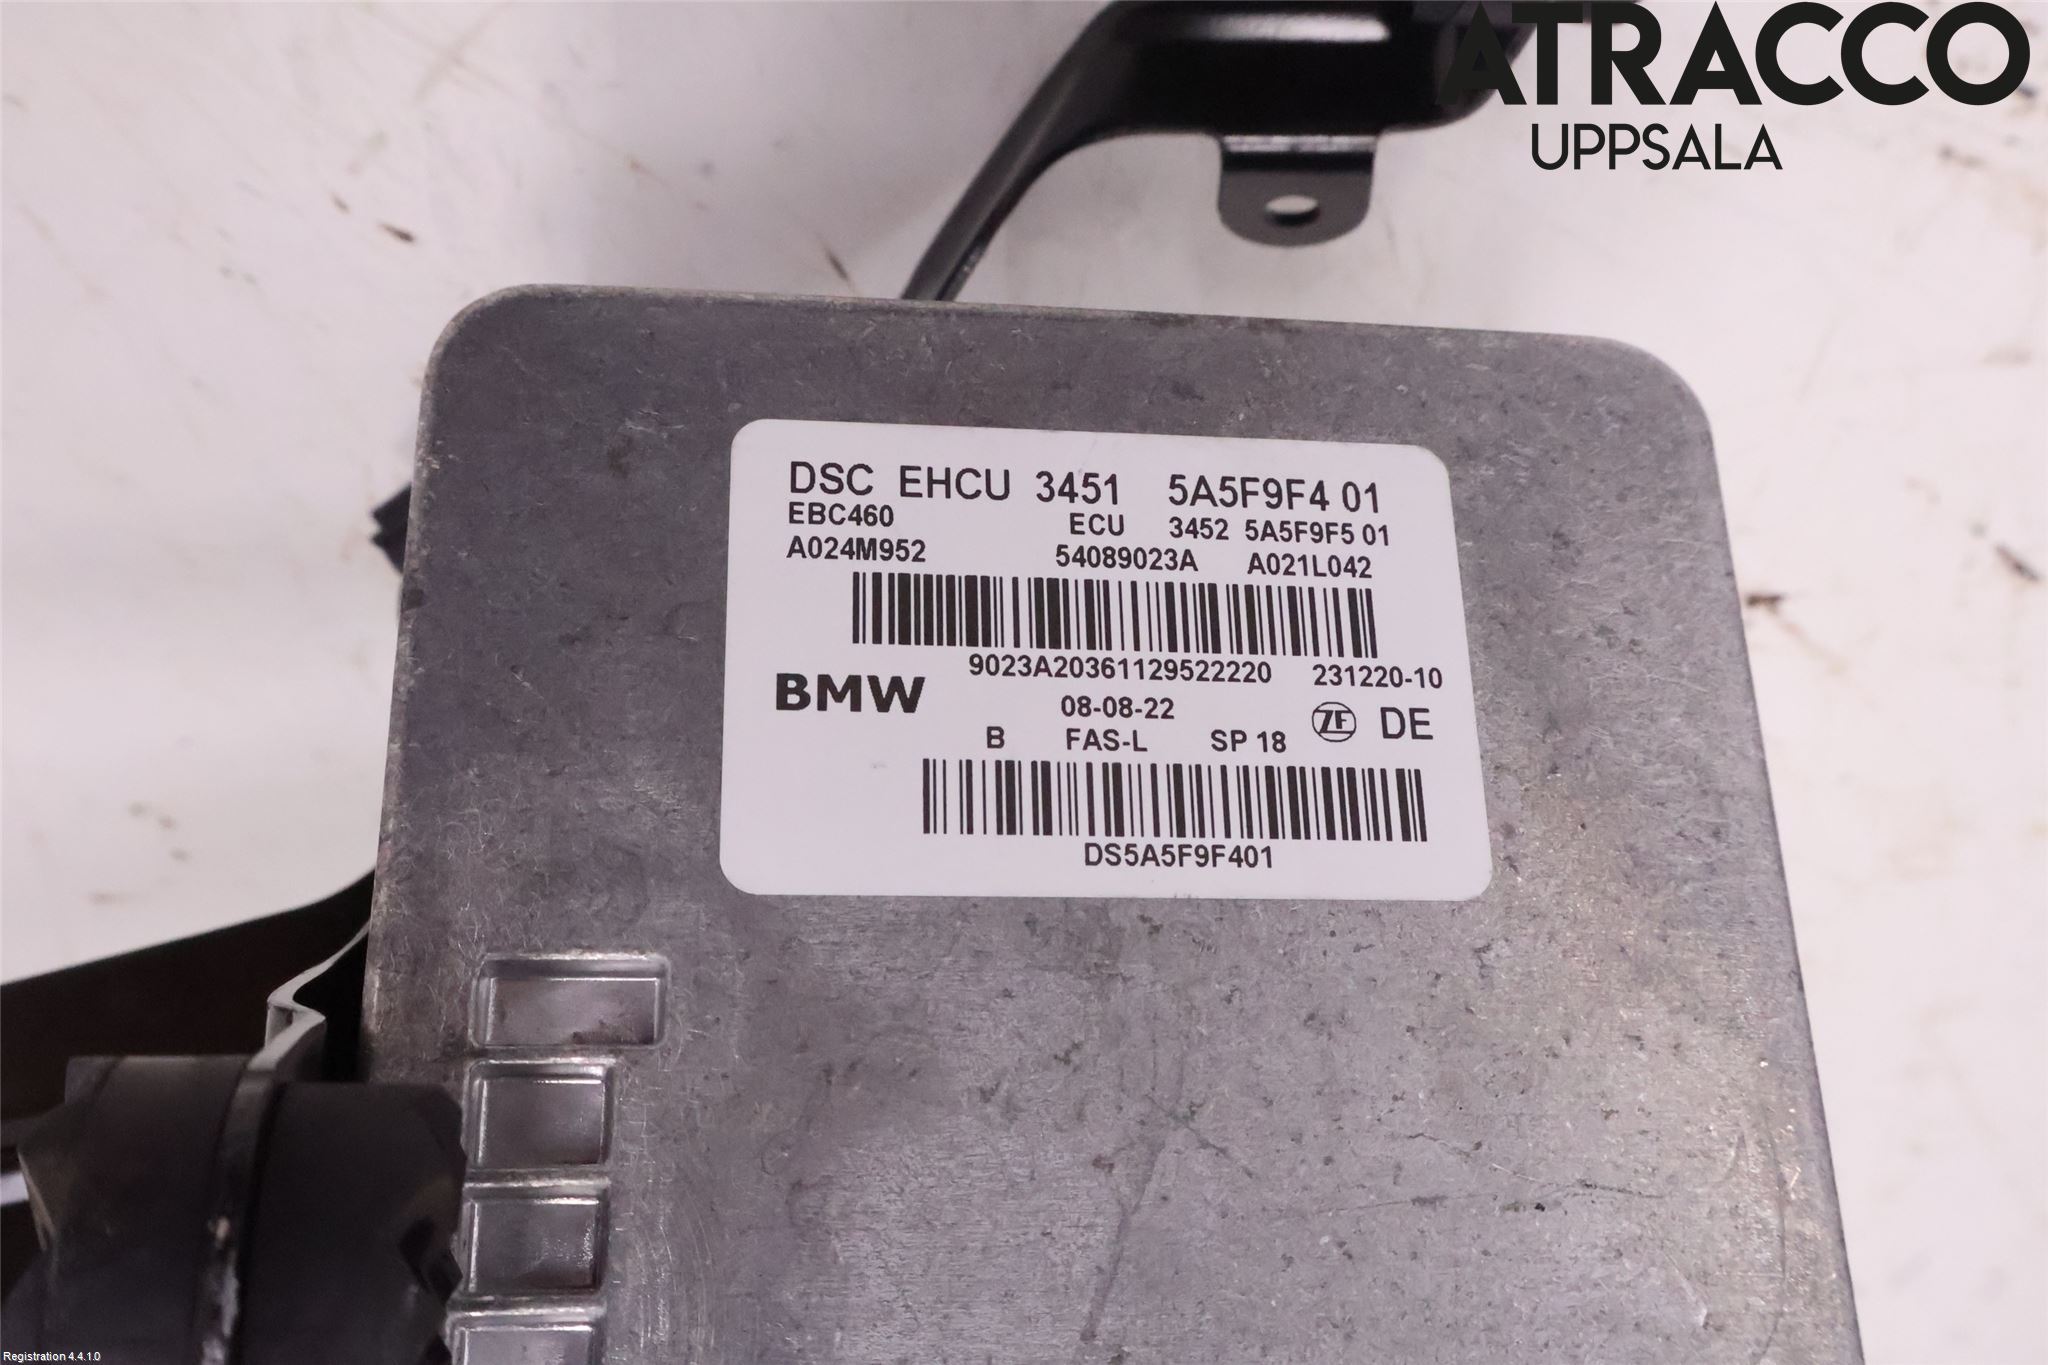 ATRACCO
UPPSALA
DSC EHCU 3451 5A5F9F4 01
EBC460 ECU 3452 5A5F9F5 01
A024M952 54089023A A021L042
9023A20361129522220 231220-10
BMW 08-08-22 ZF DE
B FAS-L SP 18
DS5A5F9F401
Registration 4.4.1.0